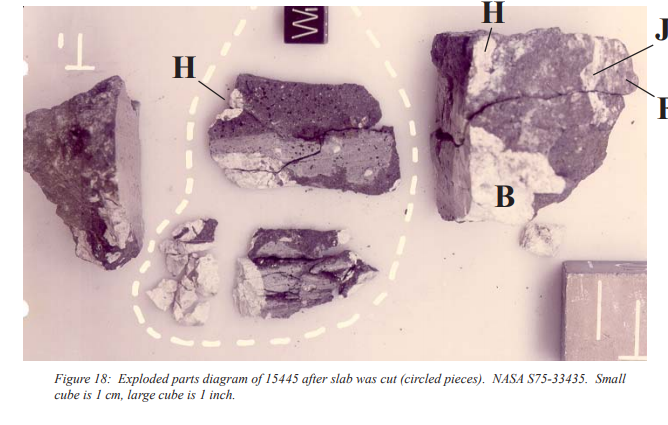 W
H
J
H
B
Figure 18: Exploded parts diagram of 15445 after slab was cut (circled pieces). NASA S75-33435. Small
cube is 1 cm, large cube is 1 inch.